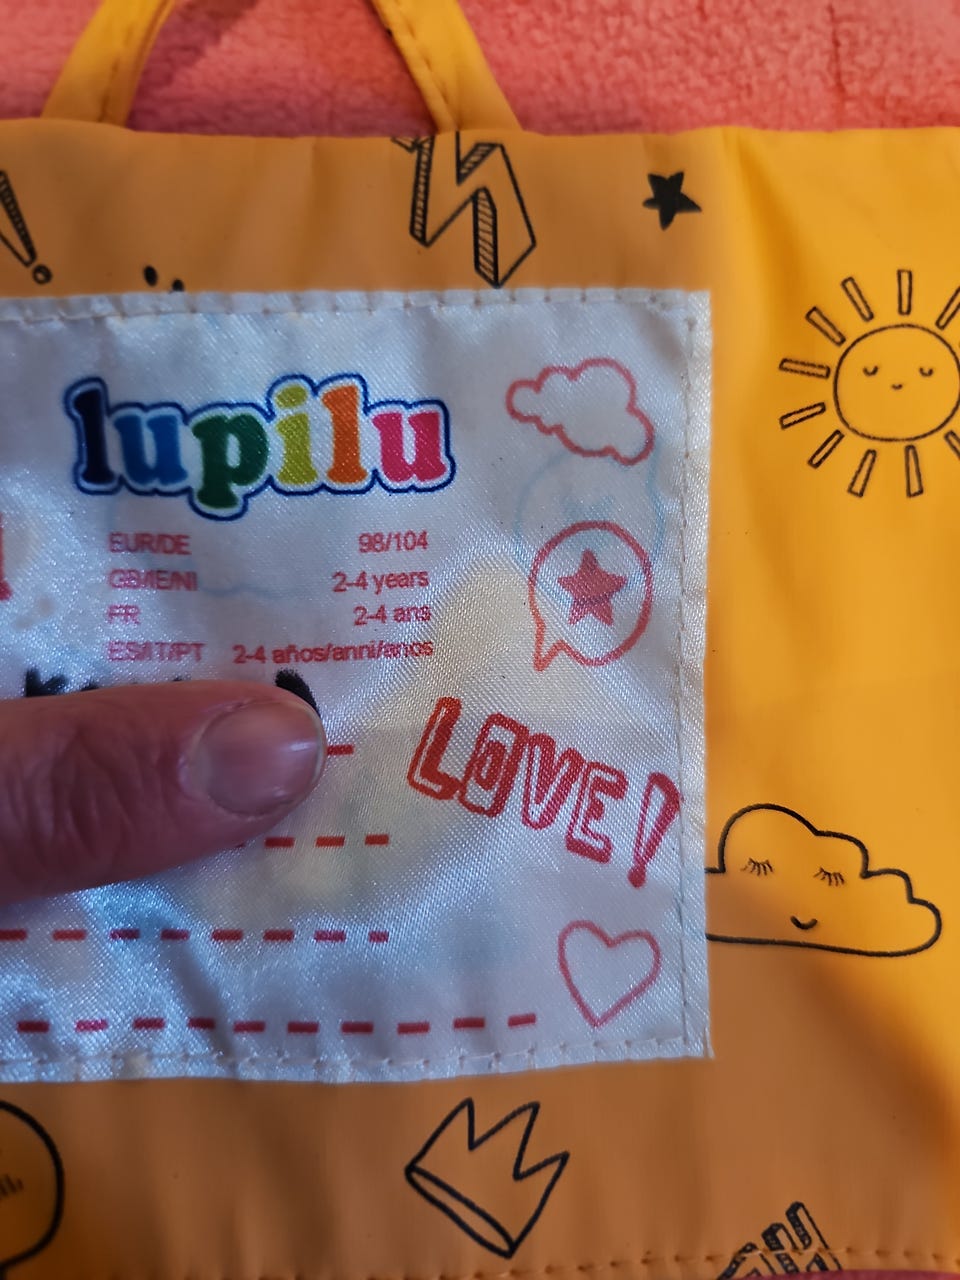 lupilu
EUR/DE 98/104
GB/IE/NI 2-4 years
FR 2-4 ans
ES/IT/PT 2-4 años/anni/anos
LOVE!